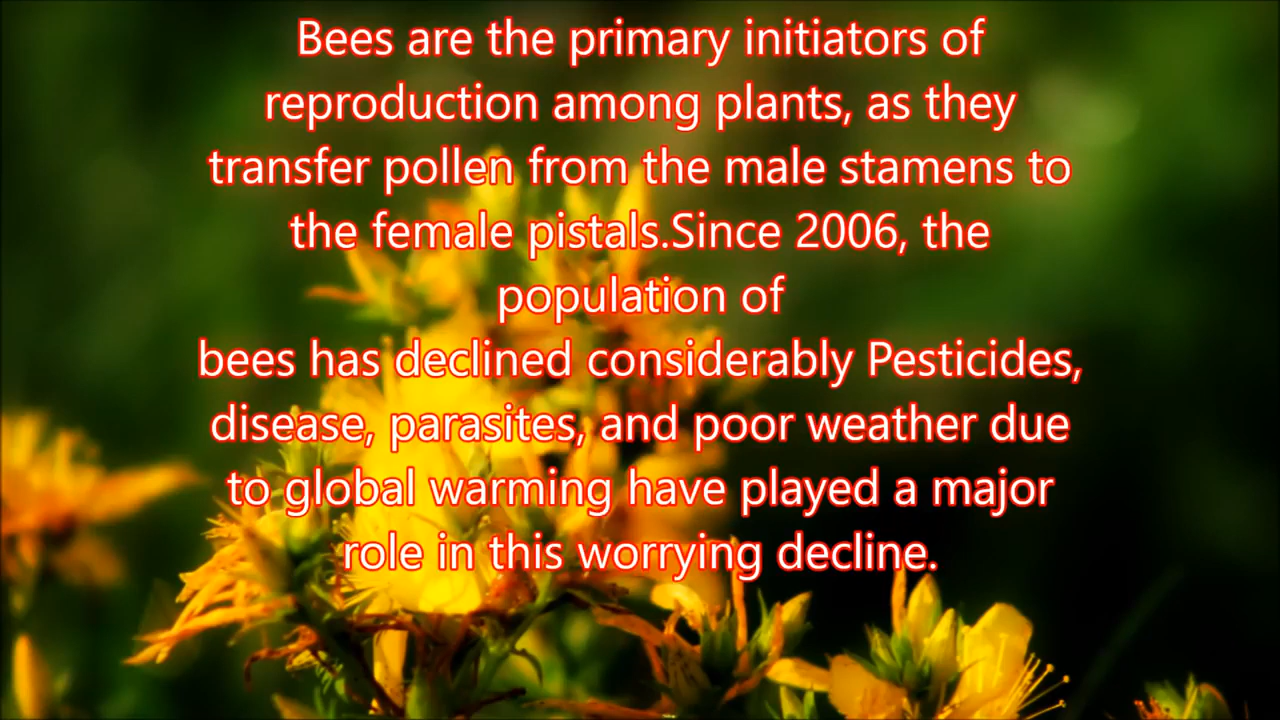 Bees are the primary initiators of
reproduction among plants, as they
transfer pollen from the male stamens to
the female pistals.Since 2006, the
population of
bees has declined considerably Pesticides,
disease, parasites, and poor weather due
to global warming have played a major
role in this worrying decline.